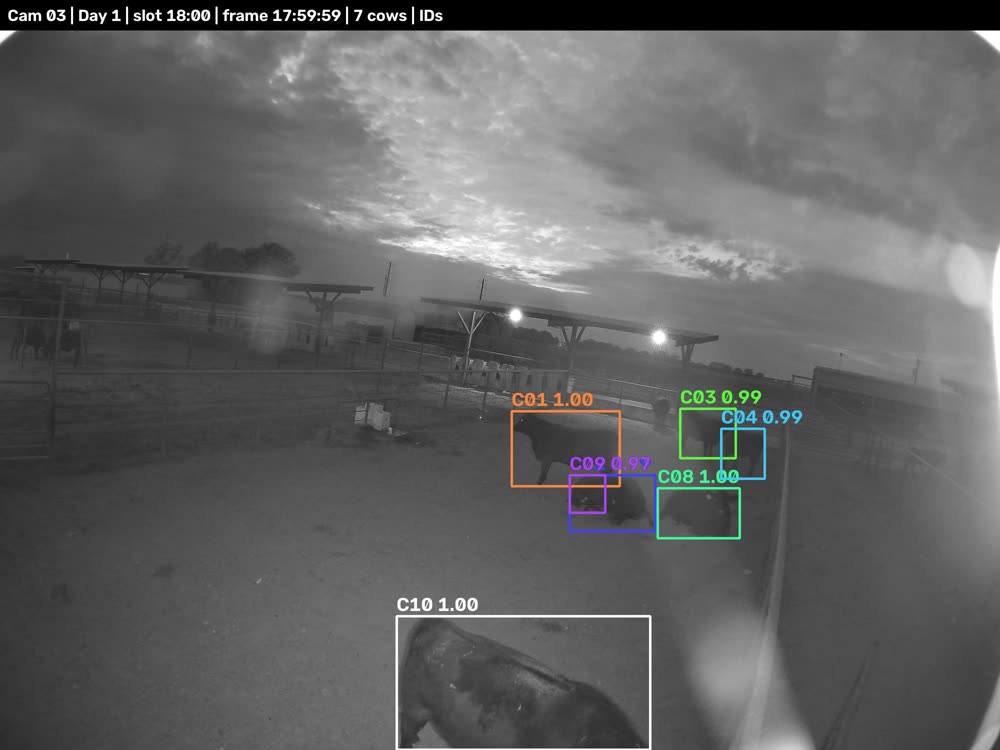 Cam 03 | Day 1 | slot 18:00 | frame 17:59:59 | 7 cows | IDs
C01 1.00
C03 0.99
C04 0.99
C09 0.97
C08 1.00
C10 1.00